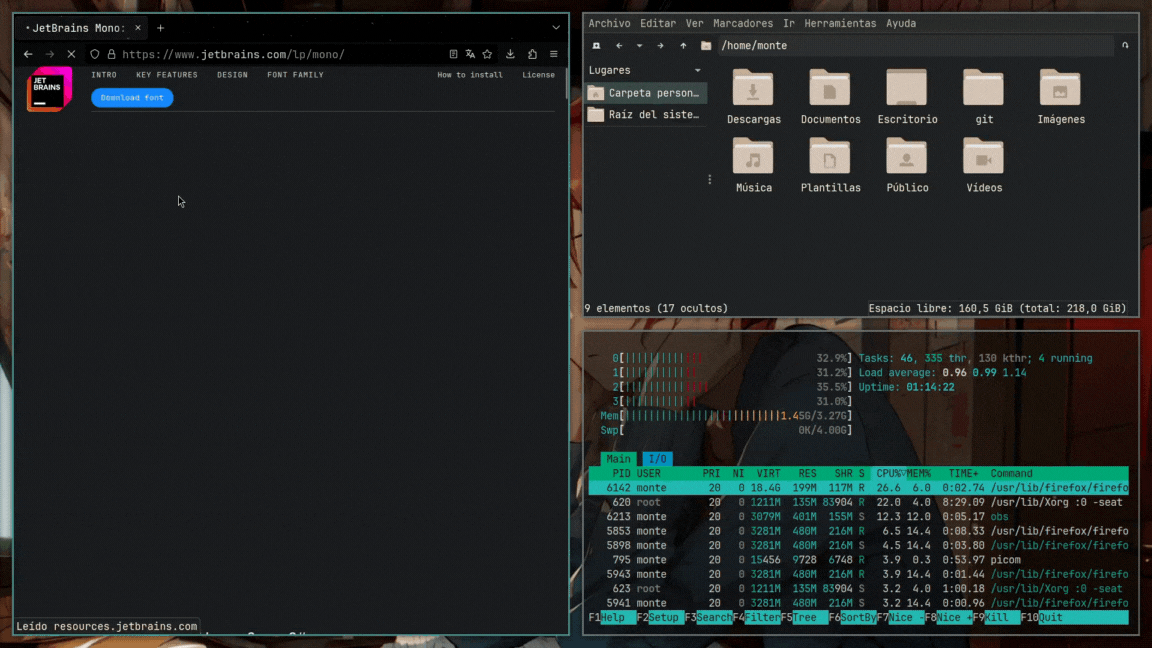 JetBrains Mono:
https://www.jetbrains.com/lp/mono/
JET
BRAINS
INTRO KEY FEATURES DESIGN FONT FAMILY How to install License
Download font
Leído resources.jetbrains.com
Archivo Editar Ver Marcadores Ir Herramientas Ayuda
/home/monte
Lugares
Carpeta person…
Raíz del siste…
Descargas Documentos Escritorio git Imágenes
Música Plantillas Público Vídeos
9 elementos (17 ocultos) Espacio libre: 160,5 GiB (total: 218,0 GiB)
0[ 32.9%] Tasks: 46, 335 thr, 130 kthr; 4 running
1[ 31.2%] Load average: 0.96 0.99 1.14
2[ 35.5%] Uptime: 01:14:22
3[ 31.0%]
Mem[ 1.45G/3.27G]
Swp[ 0K/4.00G]
Main I/O
PID USER PRI NI VIRT RES SHR S CPU%▽MEM% TIME+ Command
6142 monte 20 0 18.4G 199M 117M R 26.6 6.0 0:02.74 /usr/lib/firefox/firefo
620 root 20 0 1211M 135M 83904 R 22.0 4.0 8:29.09 /usr/lib/Xorg :0 -seat
6213 monte 20 0 3079M 401M 155M S 12.3 12.0 0:05.17 obs
5853 monte 20 0 3281M 480M 216M R 6.5 14.4 0:08.33 /usr/lib/firefox/firefo
5898 monte 20 0 3281M 480M 216M S 4.5 14.4 0:03.80 /usr/lib/firefox/firefo
795 monte 20 0 15456 9728 6748 R 3.9 0.3 0:53.97 picom
5943 monte 20 0 3281M 480M 216M R 3.9 14.4 0:01.44 /usr/lib/firefox/firefo
623 root 20 0 1211M 135M 83904 S 3.2 4.0 1:00.18 /usr/lib/Xorg :0 -seat
5941 monte 20 0 3281M 480M 216M S 3.2 14.4 0:00.96 /usr/lib/firefox/firefo
F1Help F2Setup F3SearchF4FilterF5Tree F6SortByF7Nice -F8Nice +F9Kill F10Quit